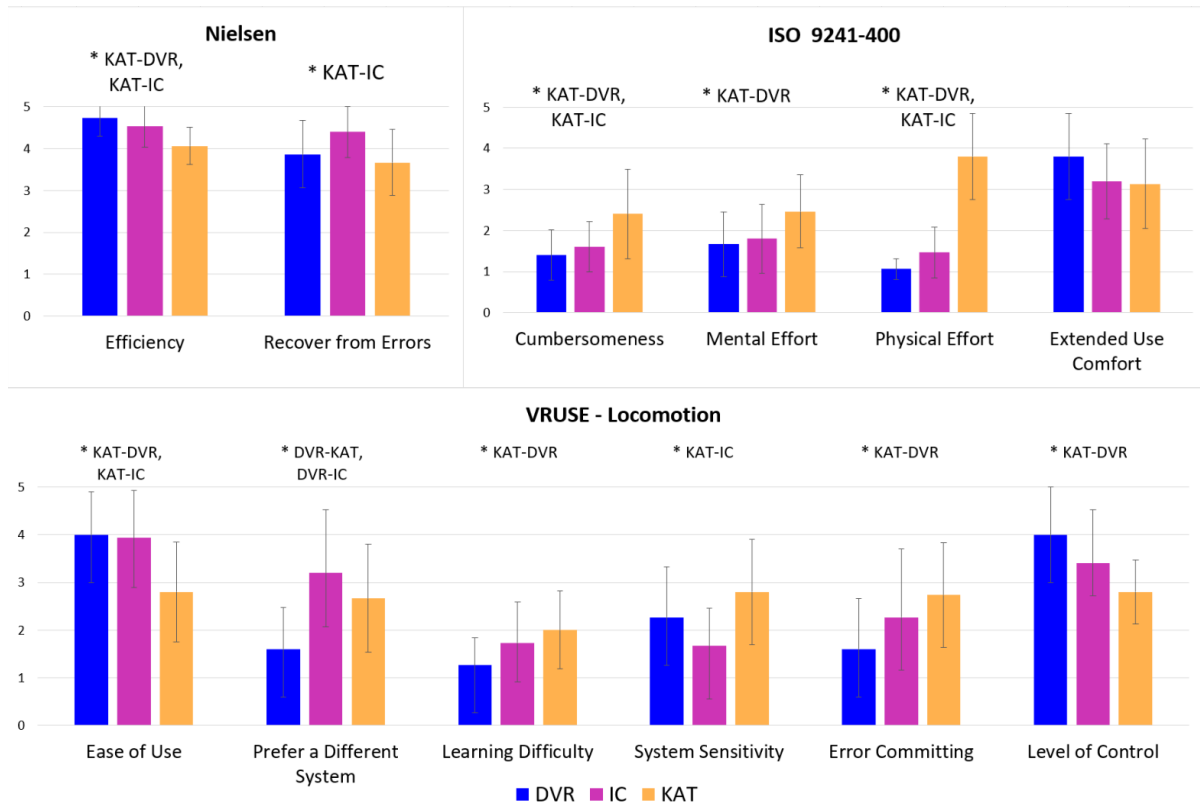 Nielsen
* KAT-DVR,
KAT-IC
* KAT-IC
5
4
3
2
1
0
Efficiency
Recover from Errors
ISO 9241-400
* KAT-DVR,
KAT-IC
* KAT-DVR
* KAT-DVR,
KAT-IC
5
4
3
2
1
0
Cumbersomeness
Mental Effort
Physical Effort
Extended Use
Comfort
VRUSE - Locomotion
* KAT-DVR,
KAT-IC
* DVR-KAT,
DVR-IC
* KAT-DVR
* KAT-IC
* KAT-DVR
* KAT-DVR
5
4
3
2
1
0
Ease of Use
Prefer a Different
System
Learning Difficulty
System Sensitivity
Error Committing
Level of Control
DVR IC KAT